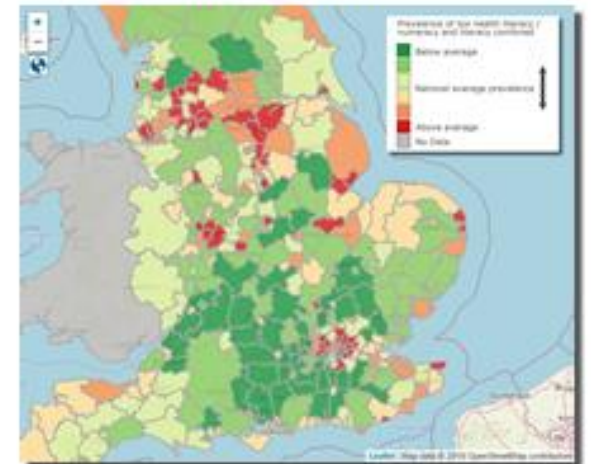 +
−
Prevalence of low health literacy /
numeracy and literacy combined
Below average
National average prevalence
Above average
No Data
Leaflet | Map data © 2018 OpenStreetMap contributors